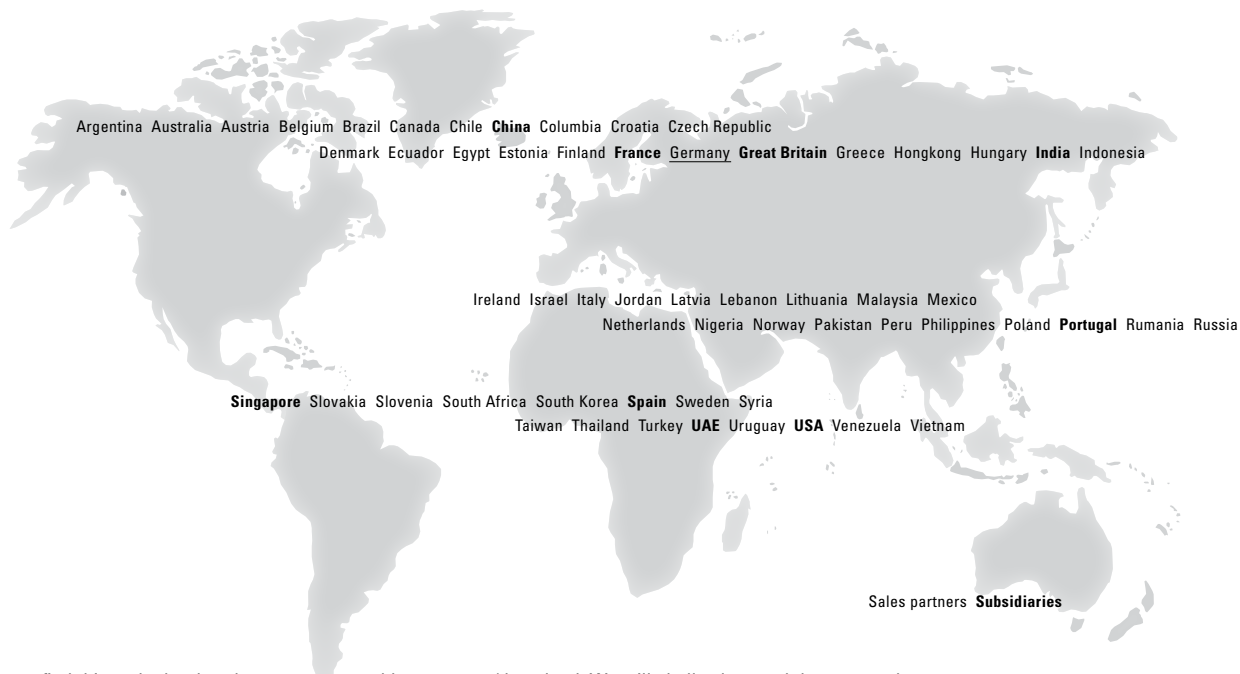 Argentina Australia Austria Belgium Brazil Canada Chile China Columbia Croatia Czech Republic
Denmark Ecuador Egypt Estonia Finland France Germany Great Britain Greece Hongkong Hungary India Indonesia
Ireland Israel Italy Jordan Latvia Lebanon Lithuania Malaysia Mexico
Netherlands Nigeria Norway Pakistan Peru Philippines Poland Portugal Rumania Russia
Singapore Slovakia Slovenia South Africa South Korea Spain Sweden Syria
Taiwan Thailand Turkey UAE Uruguay USA Venezuela Vietnam
Sales partners Subsidiaries